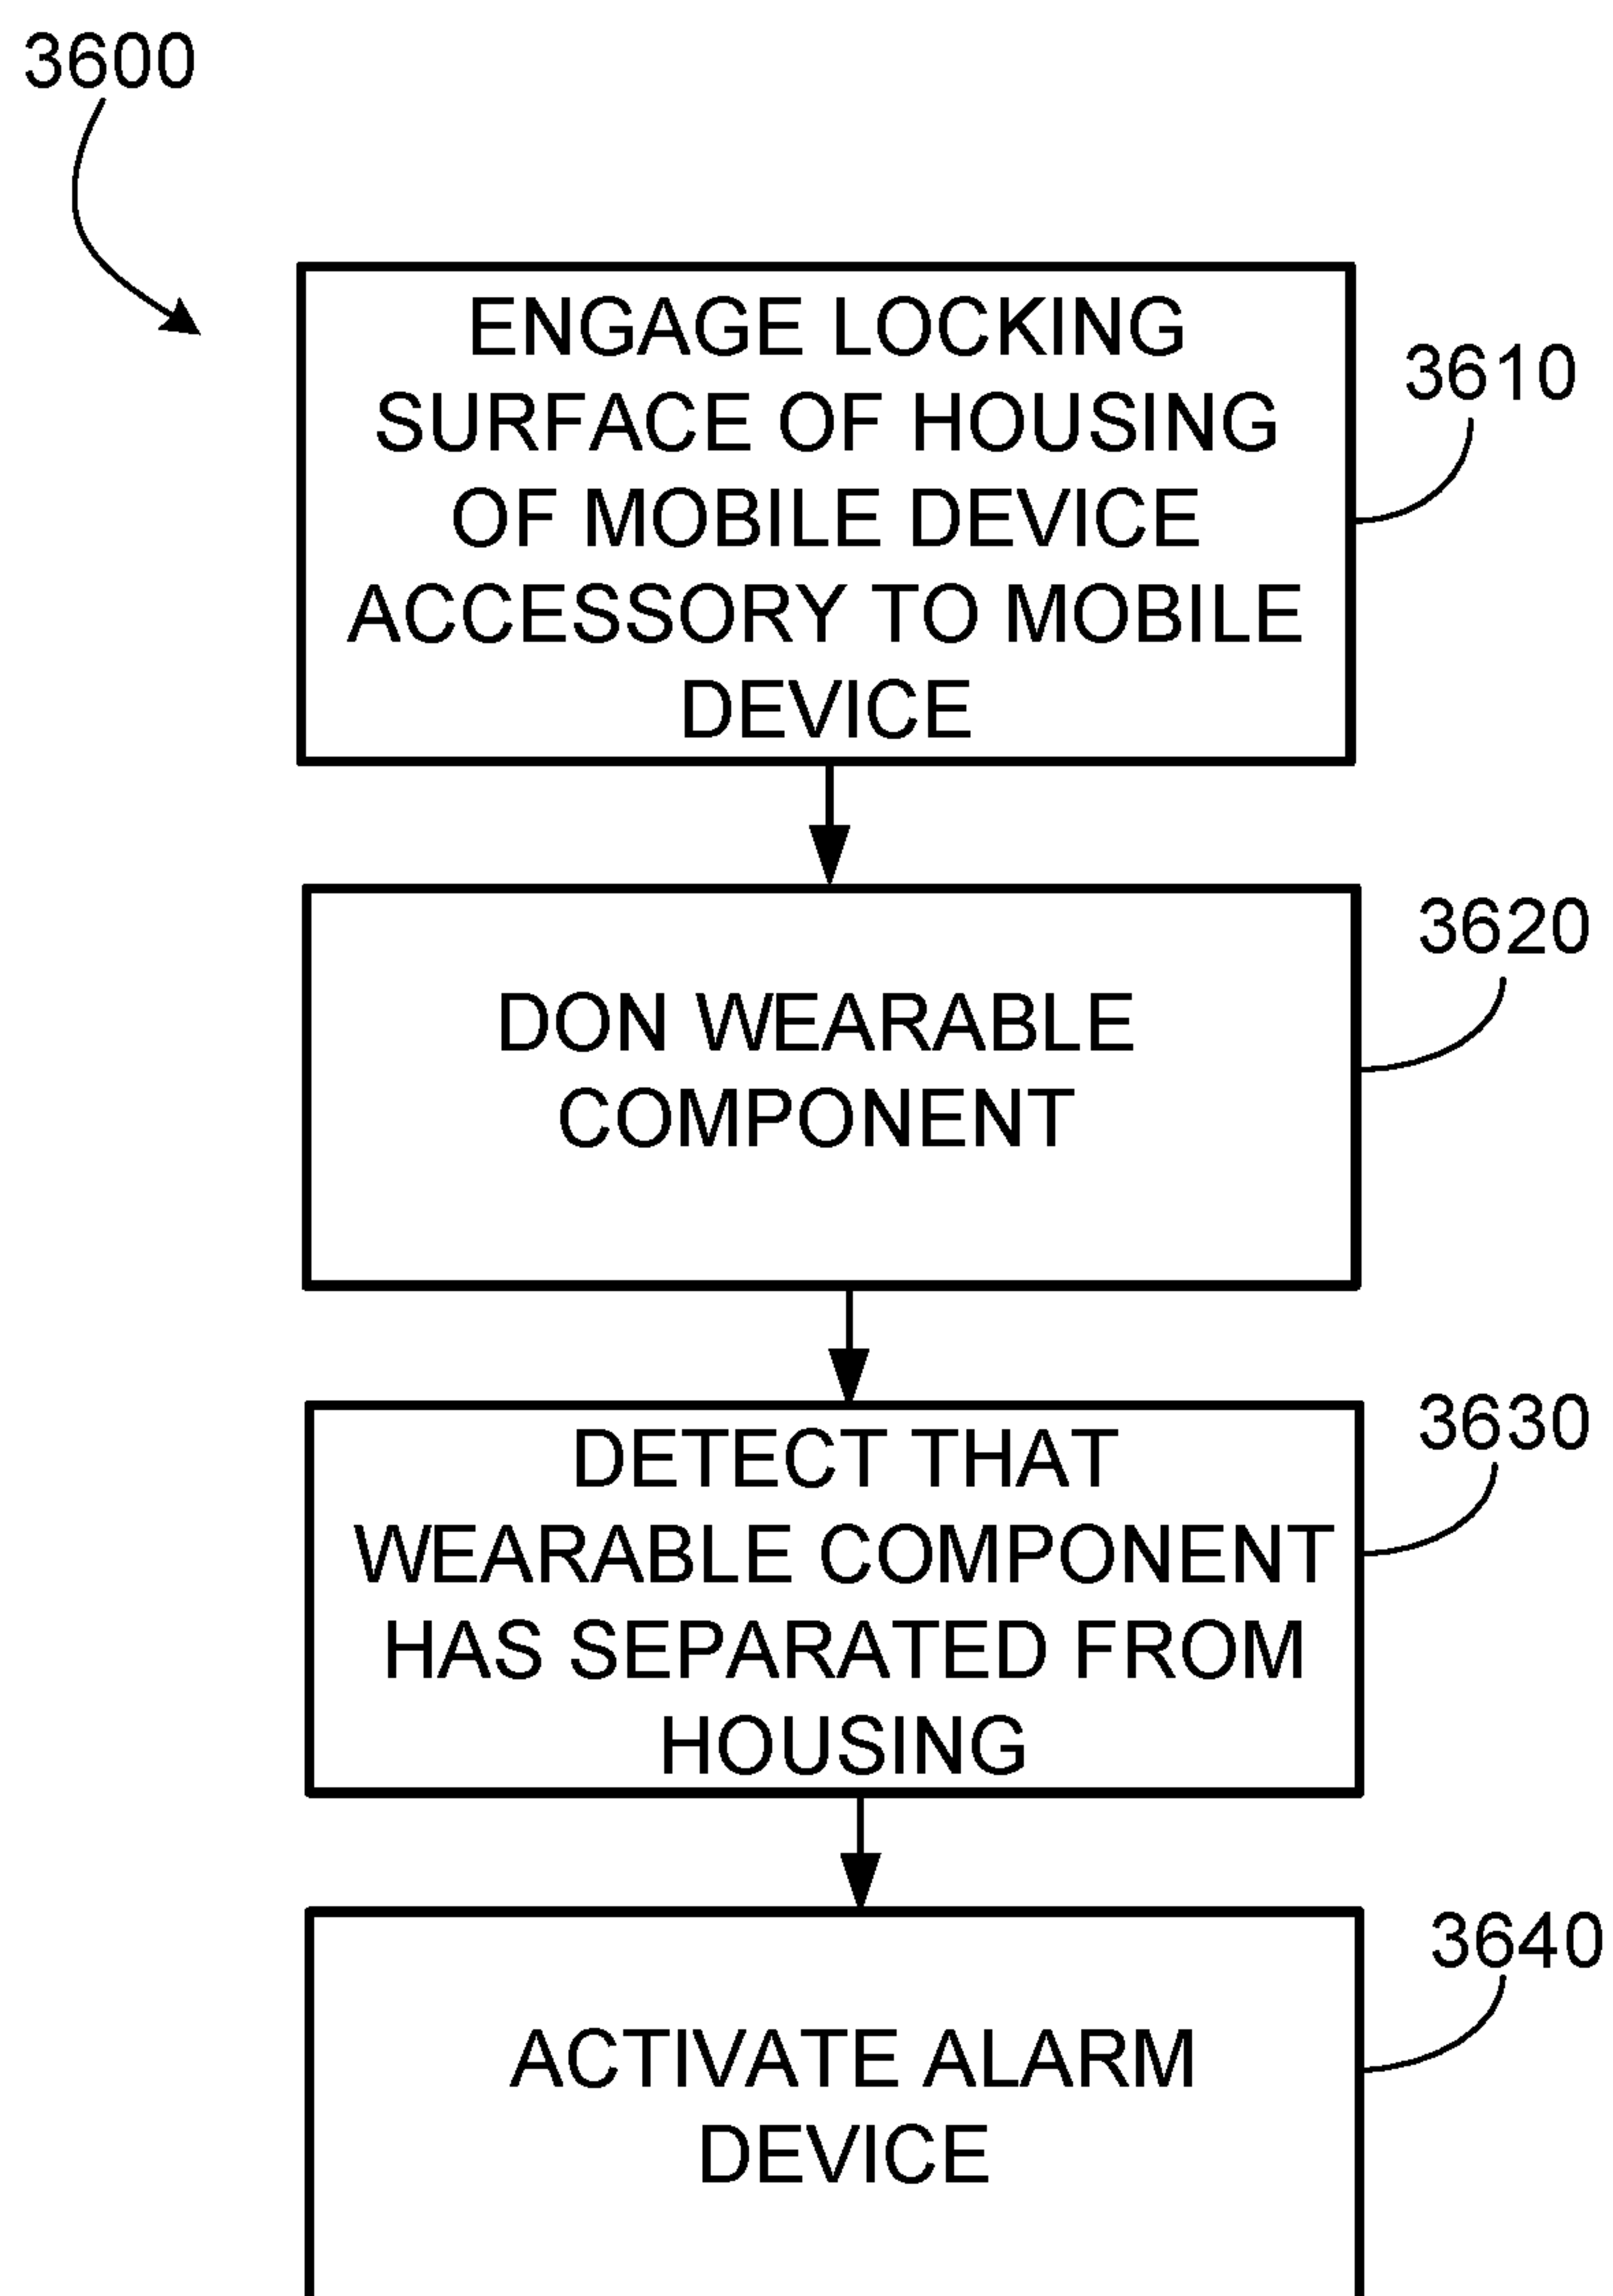 3600
ENGAGE LOCKING
SURFACE OF HOUSING
OF MOBILE DEVICE
ACCESSORY TO MOBILE
DEVICE
3610
DON WEARABLE
COMPONENT
3620
DETECT THAT
WEARABLE COMPONENT
HAS SEPARATED FROM
HOUSING
3630
ACTIVATE ALARM
DEVICE
3640